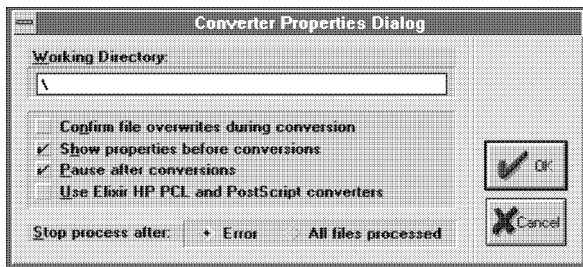 Converter Properties Dialog
Working Directory:
\
Confirm file overwrites during conversion
Show properties before conversions
Pause after conversions
Use Elixir HP PCL and PostScript converters
OK
Stop process after: Error All files processed
Cancel